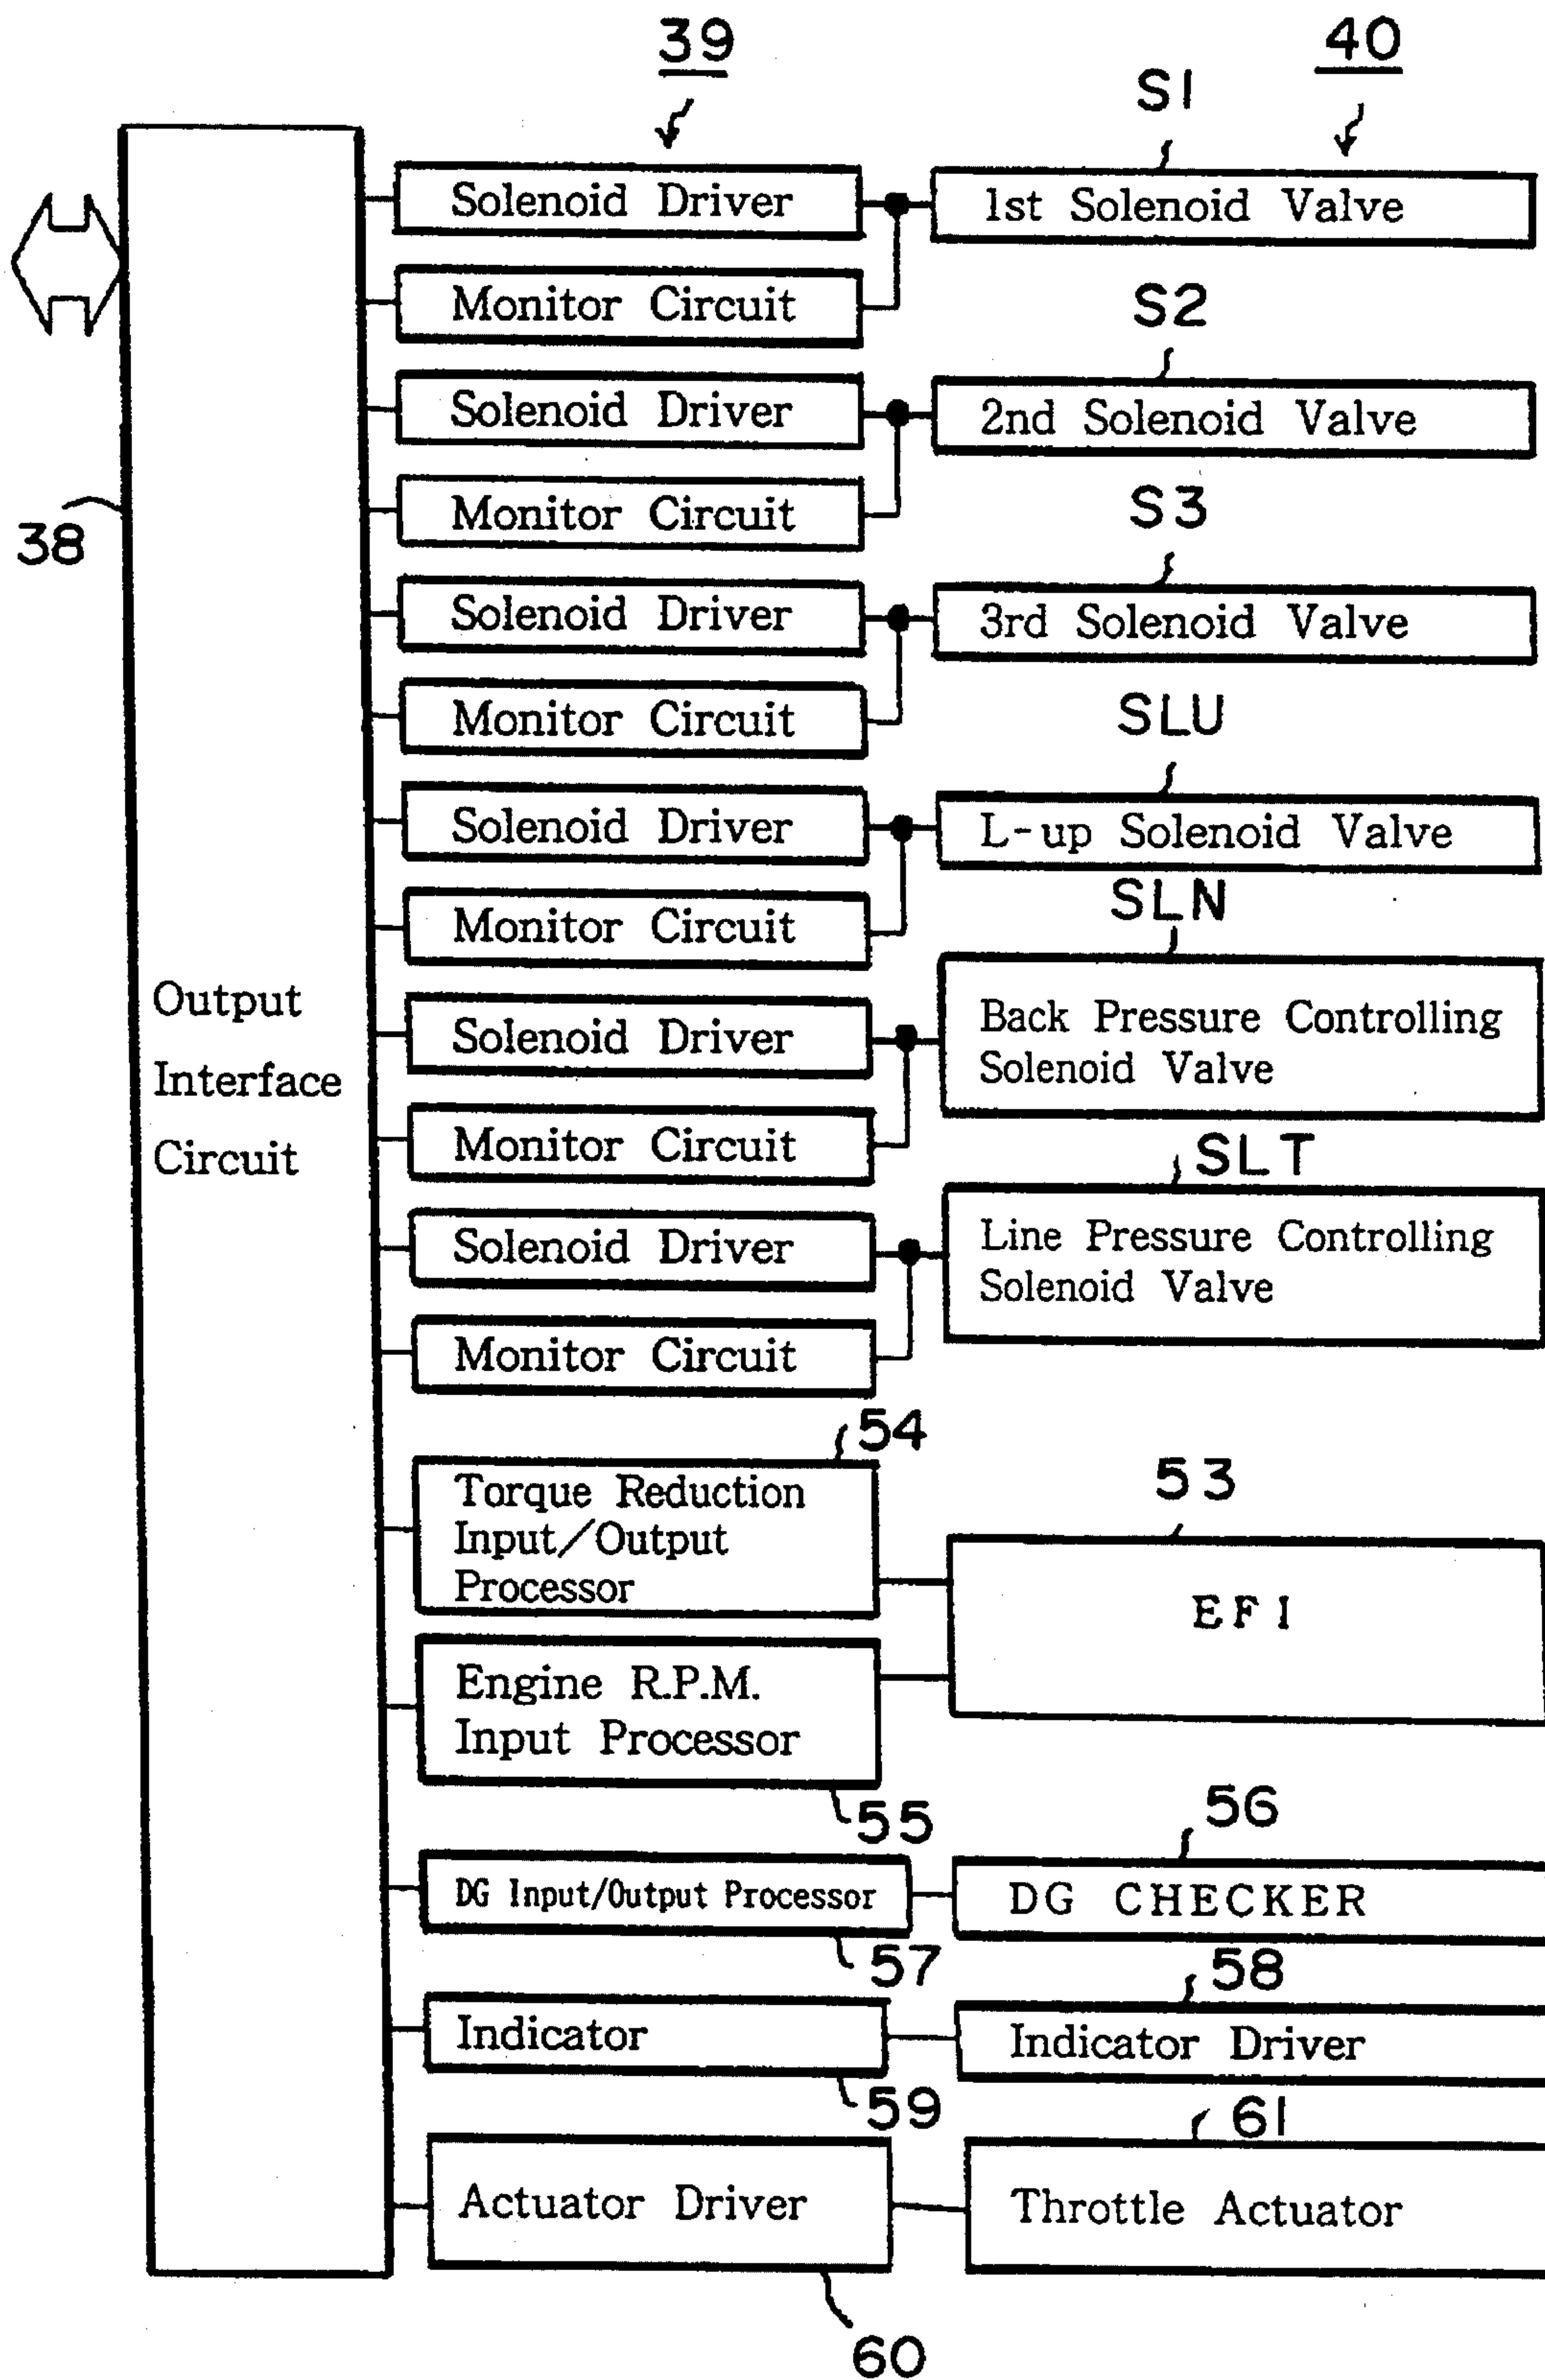 39
40
S1
Solenoid Driver
1st Solenoid Valve
Monitor Circuit
S2
Solenoid Driver
2nd Solenoid Valve
Monitor Circuit
38
S3
Solenoid Driver
3rd Solenoid Valve
Monitor Circuit
SLU
Solenoid Driver
L-up Solenoid Valve
Monitor Circuit
SLN
Output
Interface
Circuit
Solenoid Driver
Back Pressure Controlling
Solenoid Valve
Monitor Circuit
SLT
Solenoid Driver
Line Pressure Controlling
Solenoid Valve
Monitor Circuit
54
Torque Reduction
Input/Output
Processor
53
EFI
Engine R.P.M.
Input Processor
55
56
DG Input/Output Processor
DG CHECKER
57
58
Indicator
Indicator Driver
59
61
Actuator Driver
Throttle Actuator
60